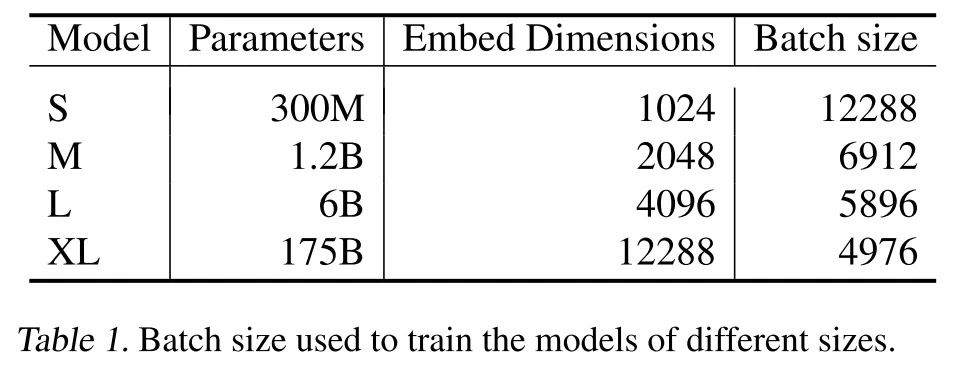 Model Parameters Embed Dimensions Batch size
S 300M 1024 12288
M 1.2B 2048 6912
L 6B 4096 5896
XL 175B 12288 4976
Table 1. Batch size used to train the models of different sizes.